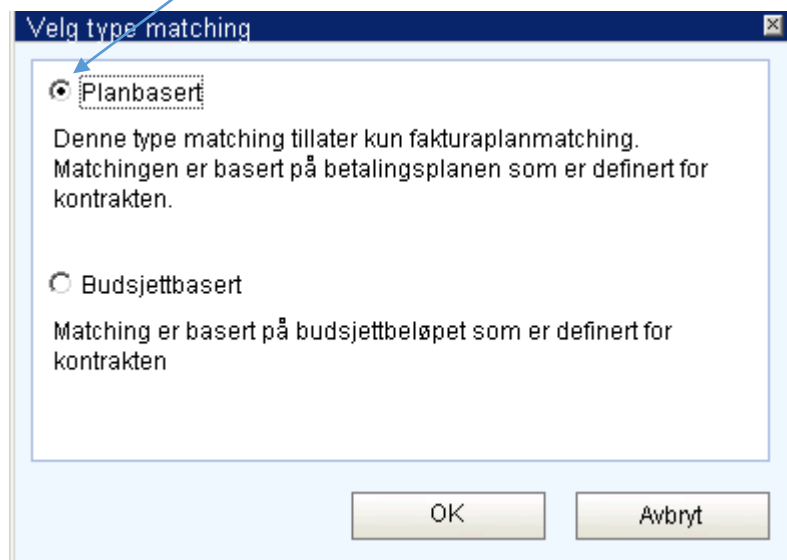 Velg type matching
Planbasert
Denne type matching tillater kun fakturaplanmatching.
Matchingen er basert på betalingsplanen som er definert for
kontrakten.
Budsjettbasert
Matching er basert på budsjettbeløpet som er definert for
kontrakten
OK
Avbryt